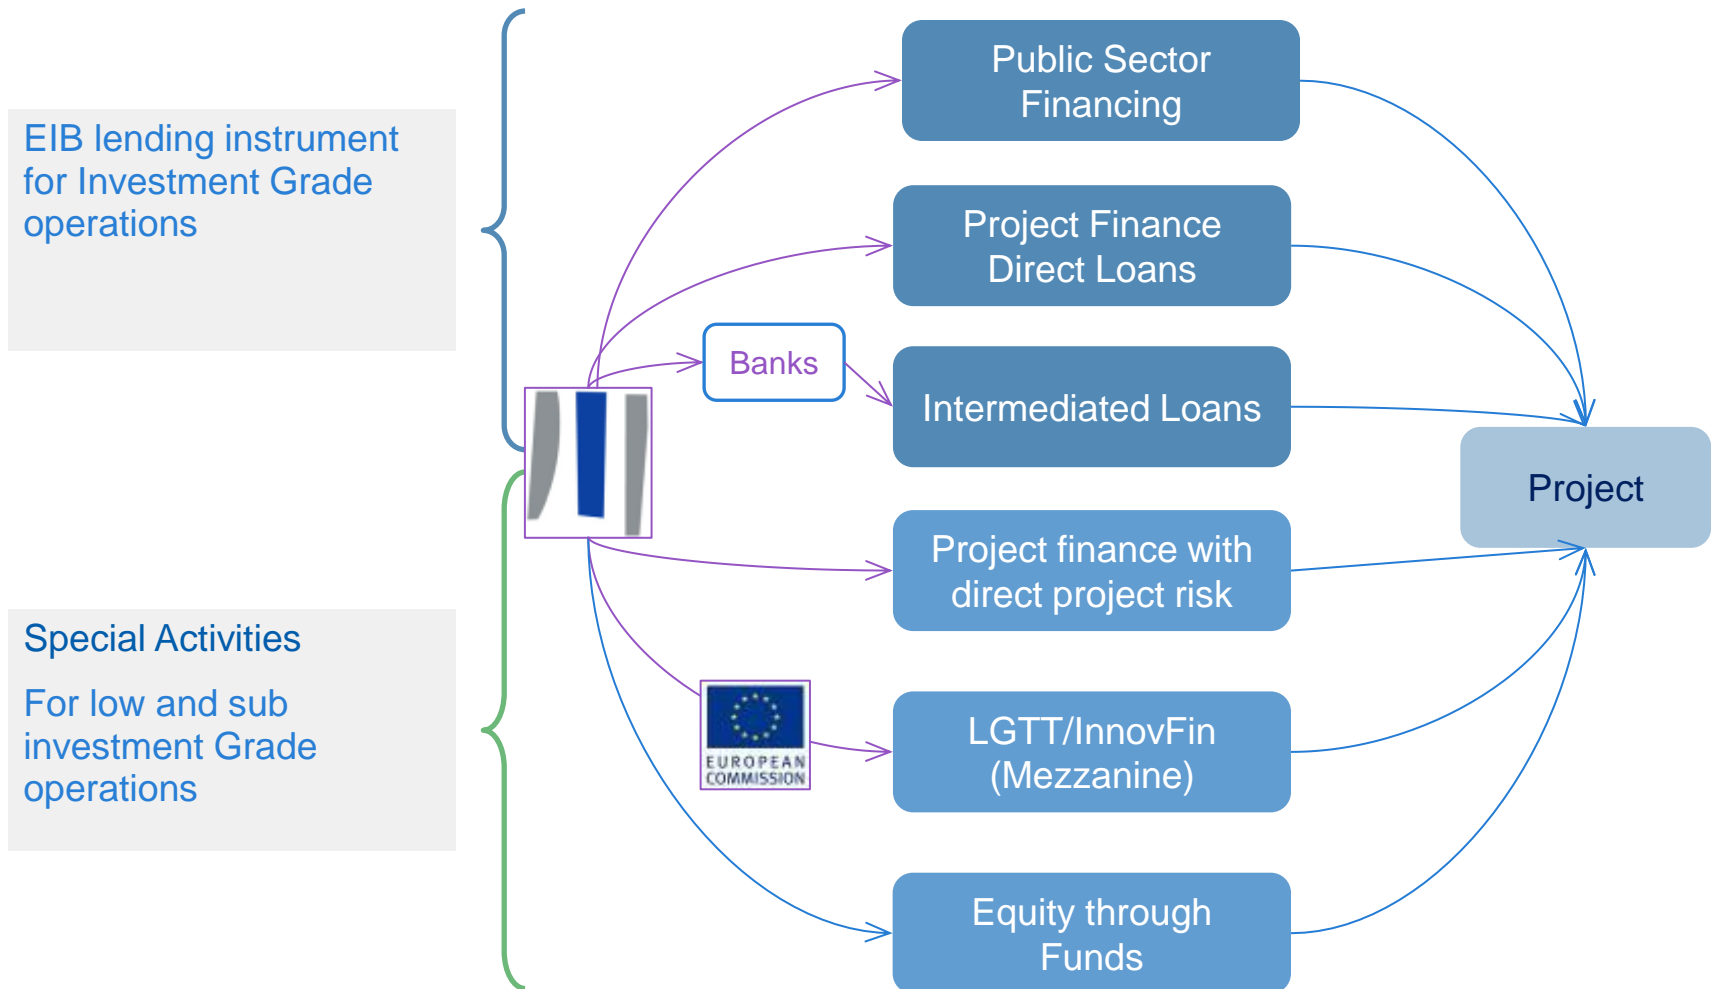 EIB lending instrument
for Investment Grade
operations
Special Activities
For low and sub
investment Grade
operations
Banks
EUROPEAN
COMMISSION
Public Sector
Financing
Project Finance
Direct Loans
Intermediated Loans
Project finance with
direct project risk
LGTT/InnovFin
(Mezzanine)
Equity through
Funds
Project